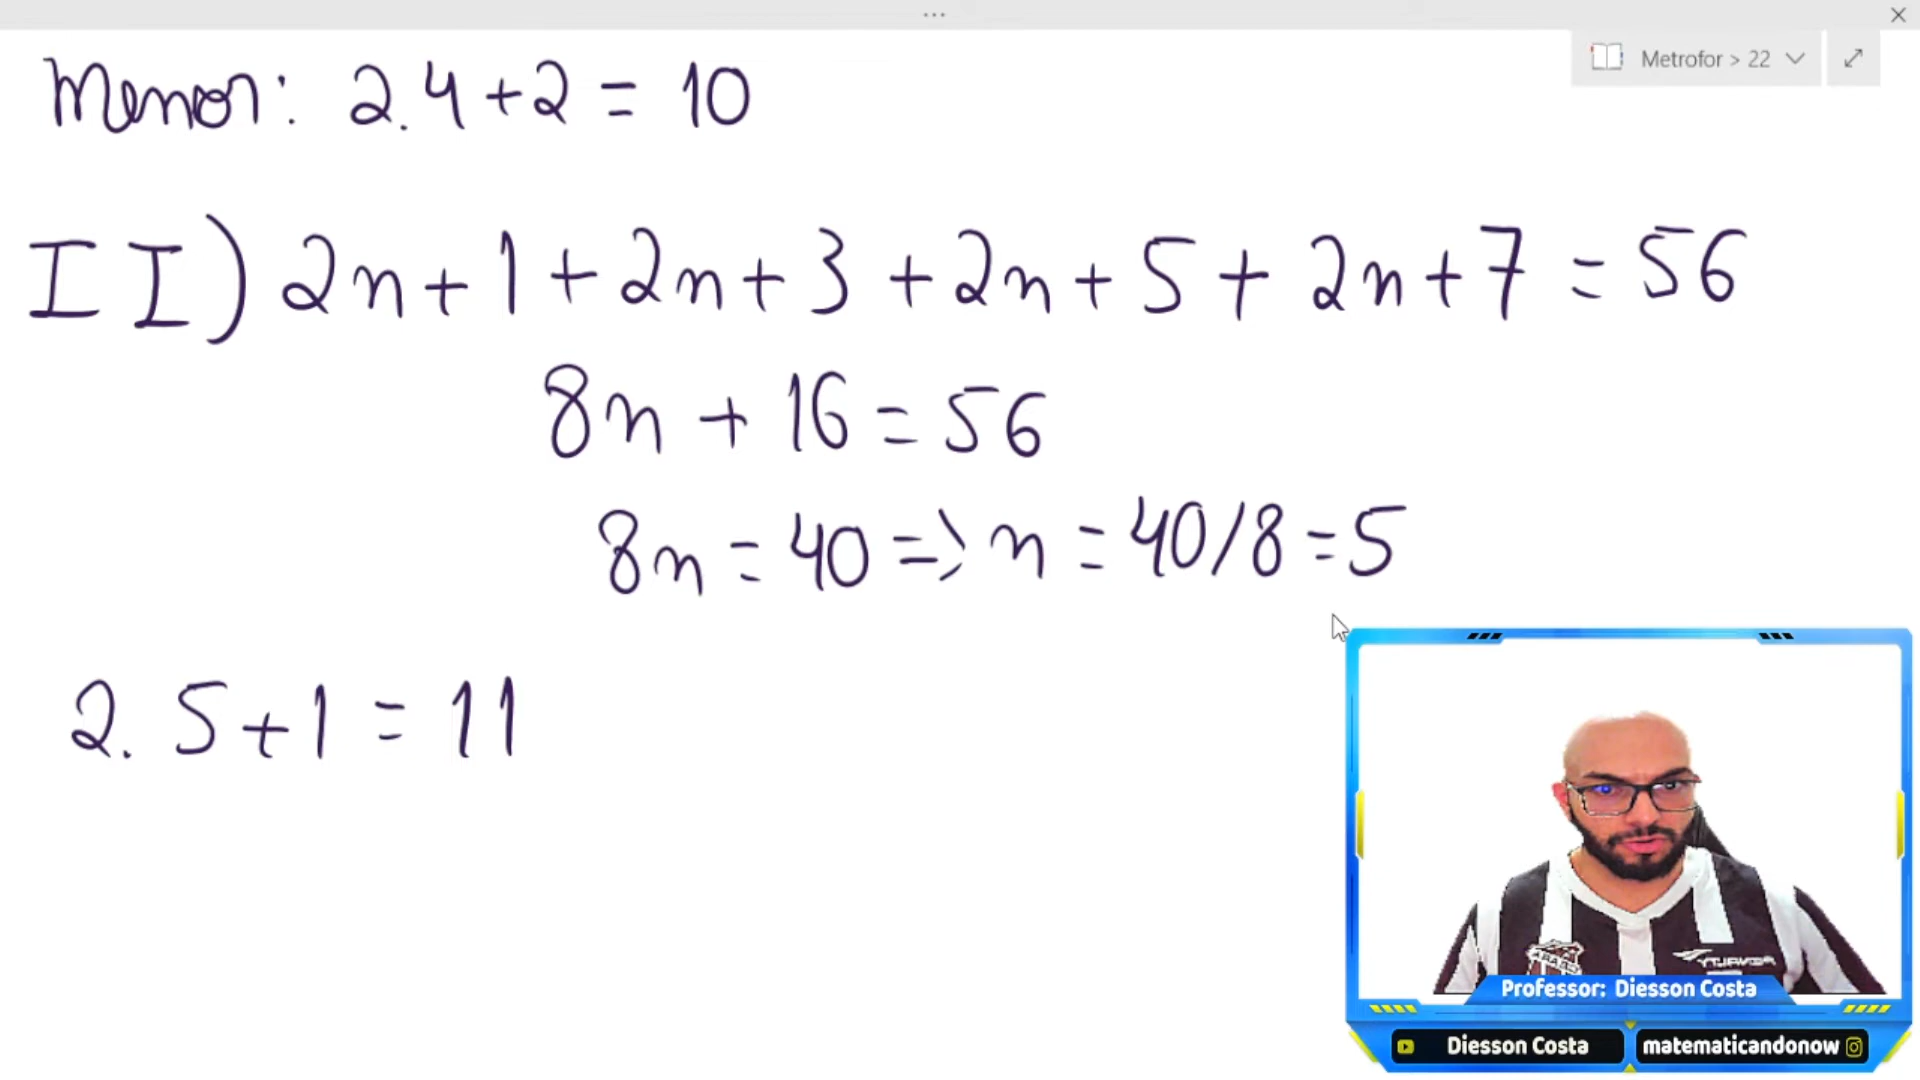 Metrofor > 22
Menor: 2.4+2 = 10
II) 2n+1+2n+3+2n+5+2n+7=56
8n + 16 = 56
8n = 40 => n = 40/8 = 5
2.5+1 = 11
Professor: Diesson Costa
Diesson Costa
matematicandonow